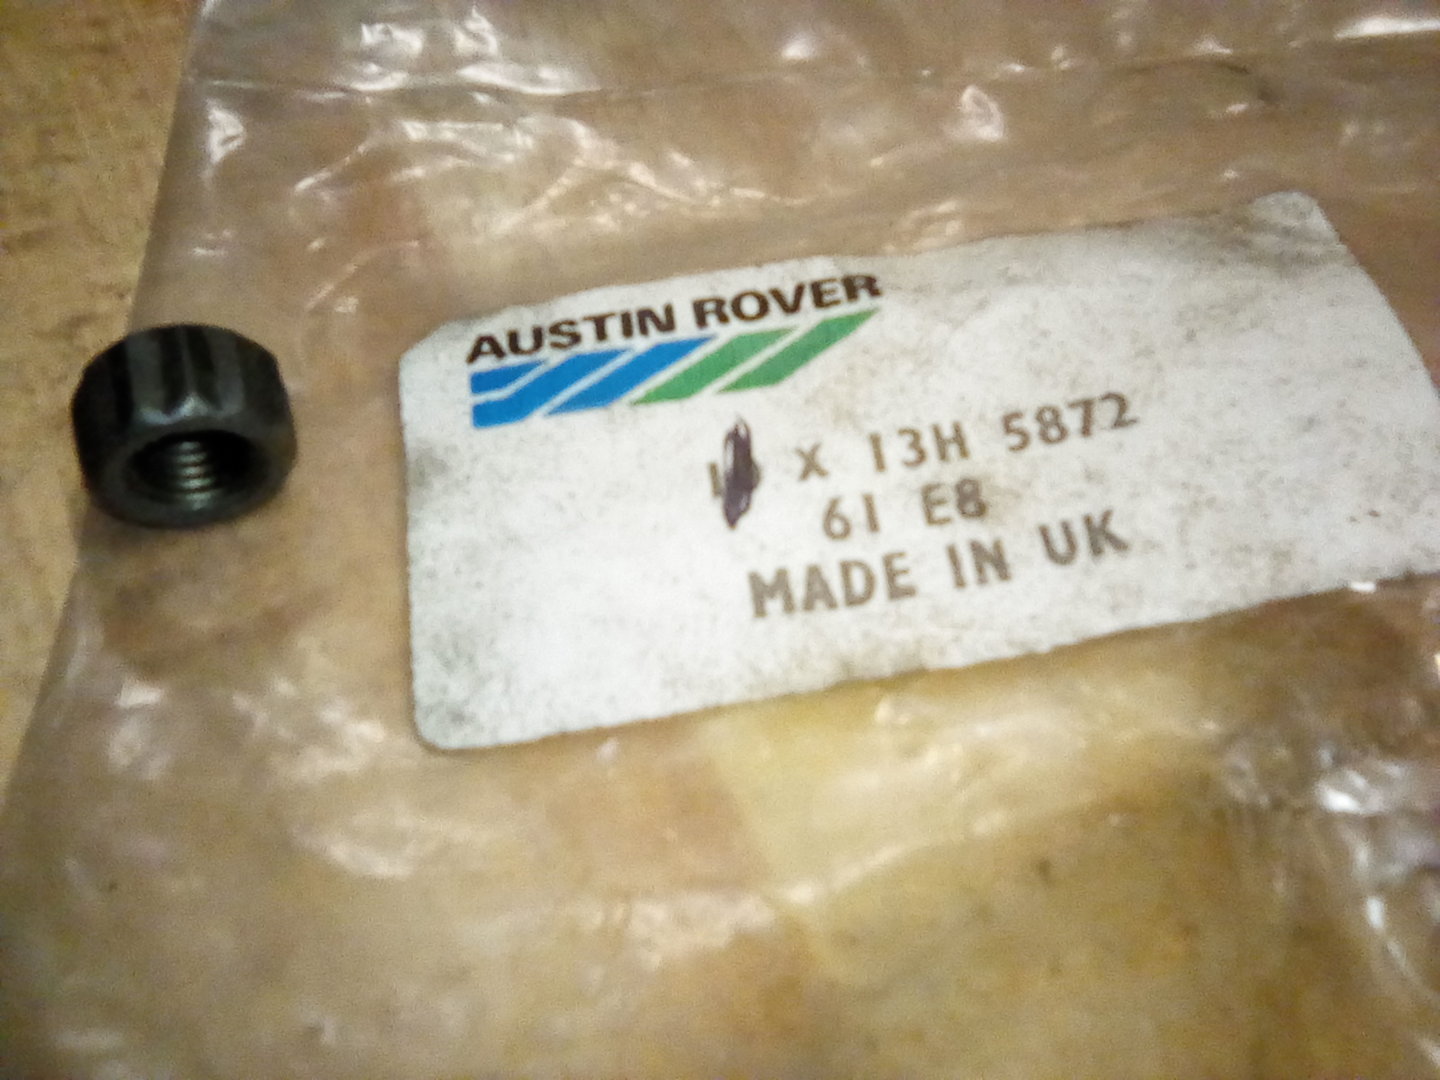 AUSTIN ROVER
X 13H 5872
61 E8
MADE IN UK